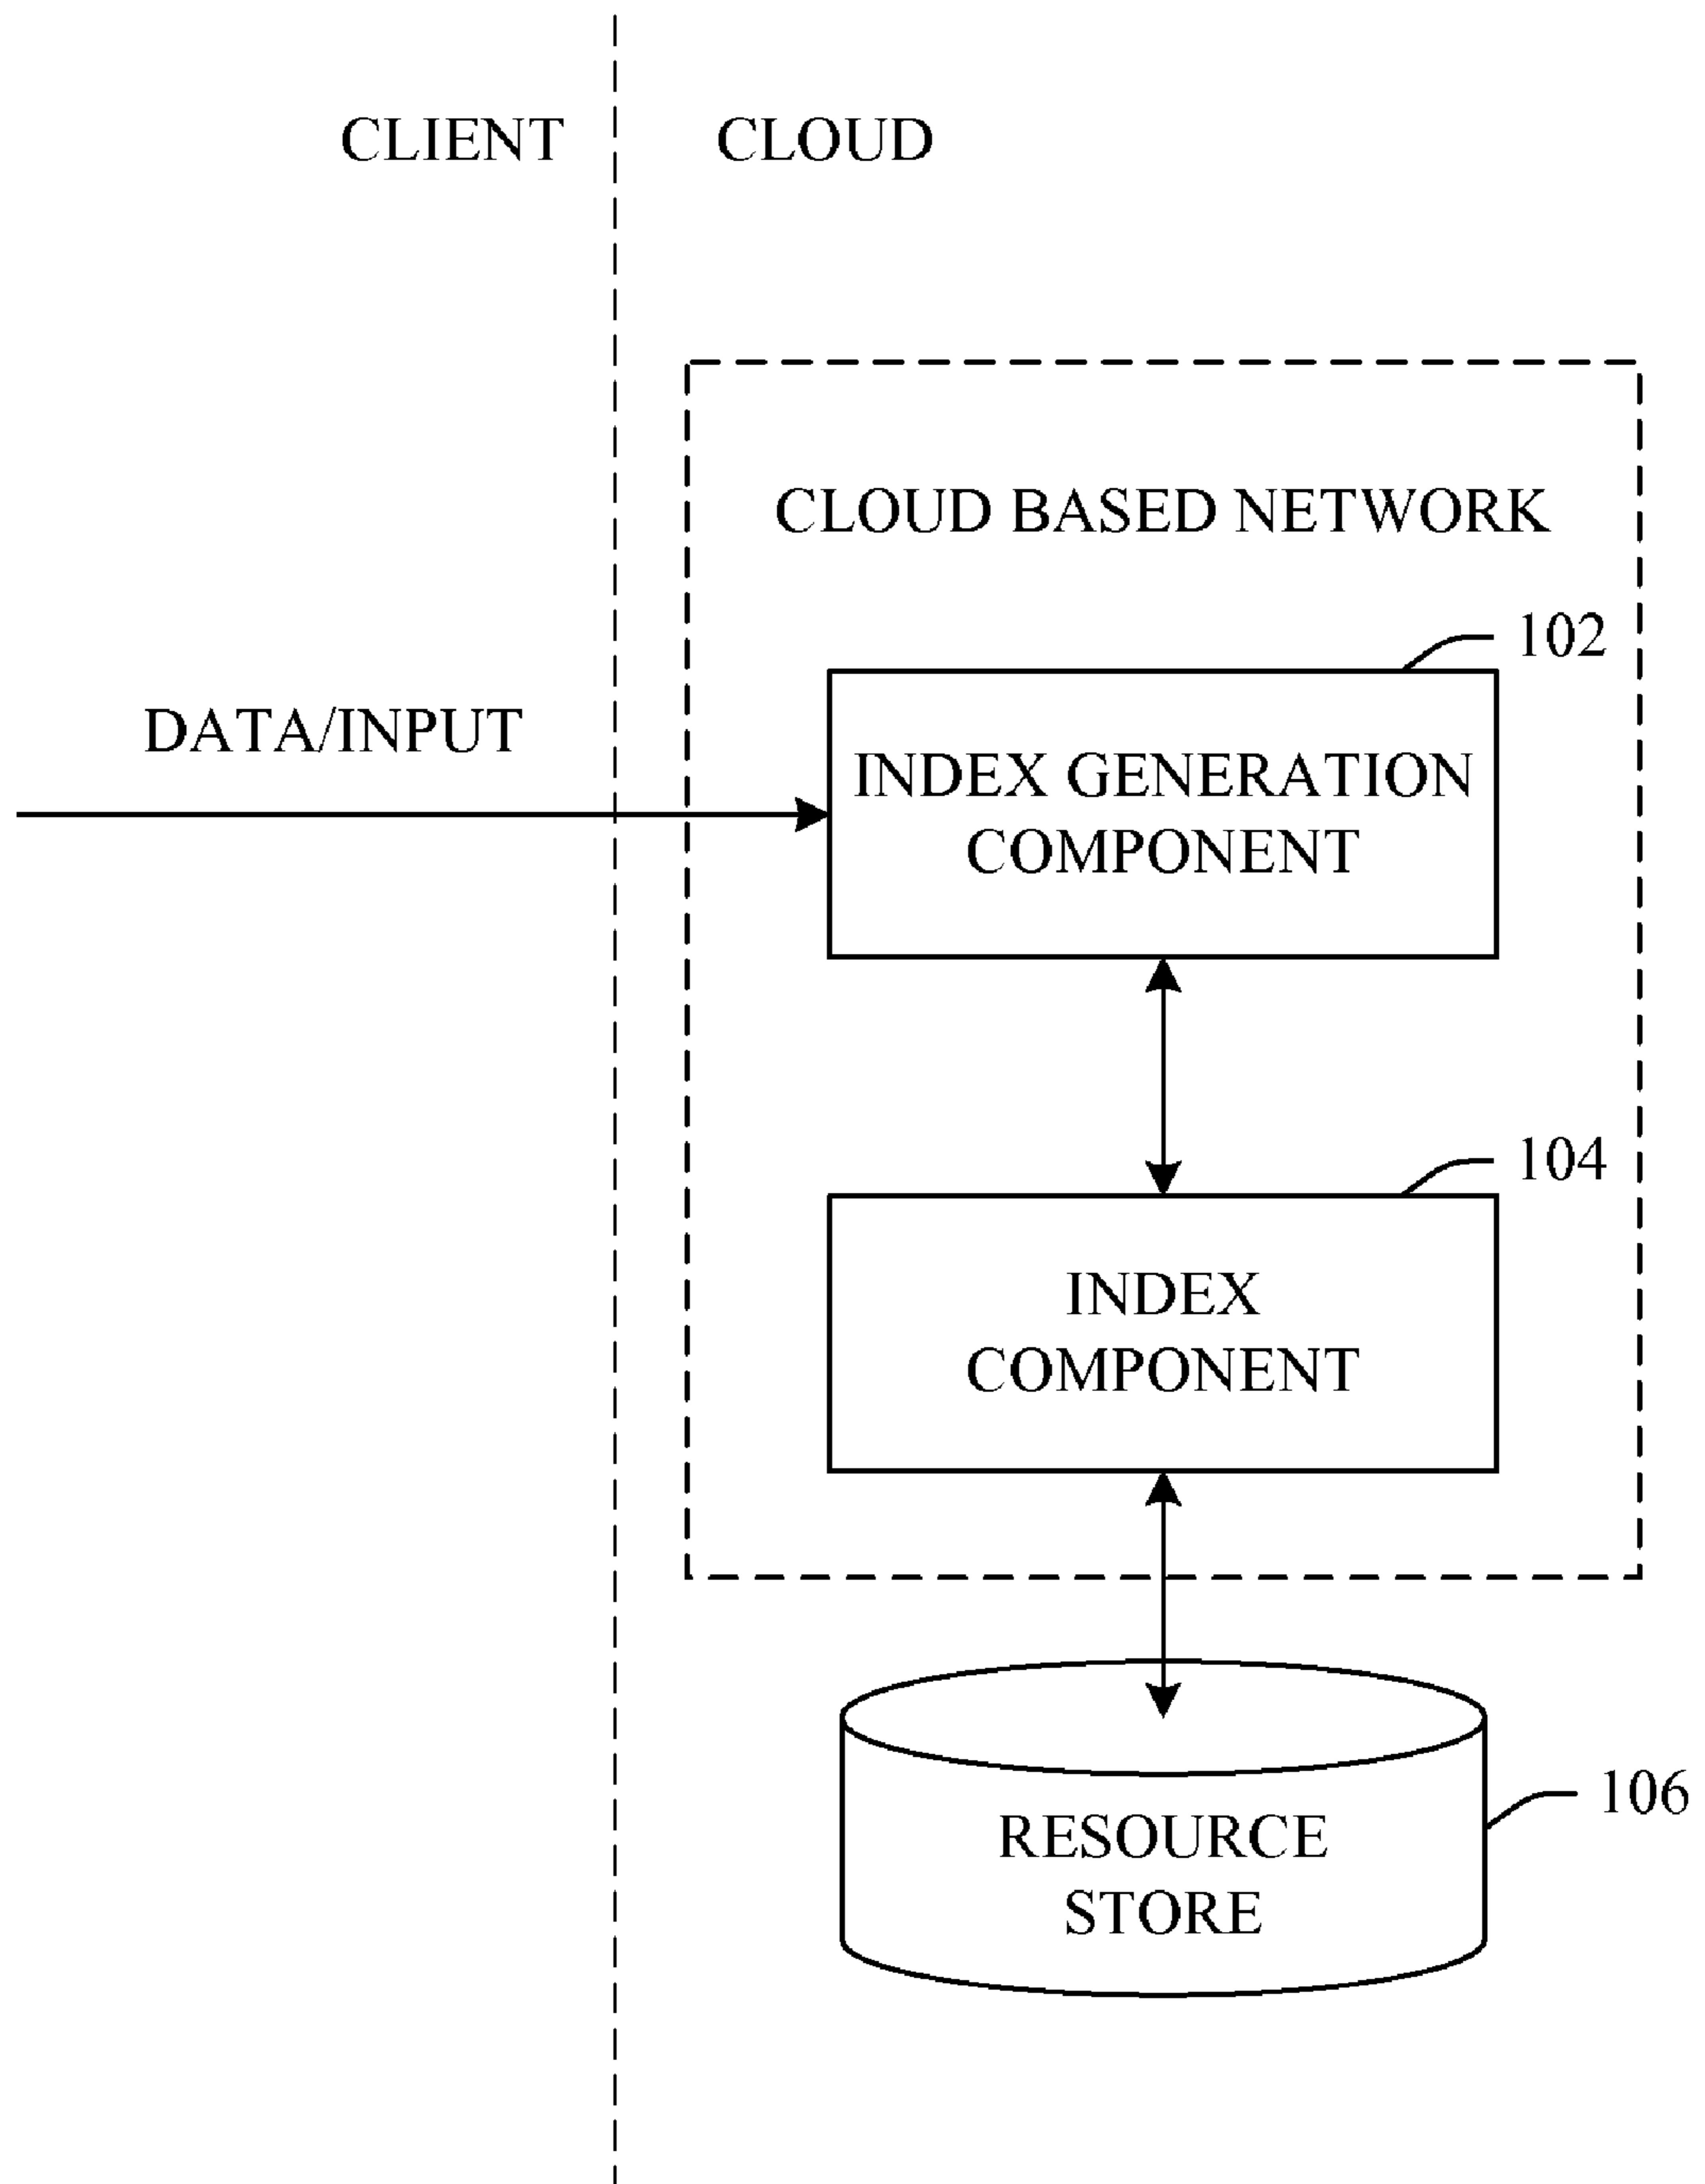 CLIENT
CLOUD
CLOUD BASED NETWORK
102
DATA/INPUT
INDEX GENERATION
COMPONENT
104
INDEX
COMPONENT
106
RESOURCE
STORE